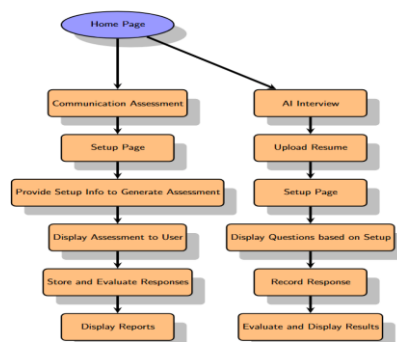 Home Page
Communication Assessment
AI Interview
Setup Page
Upload Resume
Provide Setup Info to Generate Assessment
Setup Page
Display Assessment to User
Display Questions based on Setup
Store and Evaluate Responses
Record Response
Display Reports
Evaluate and Display Results